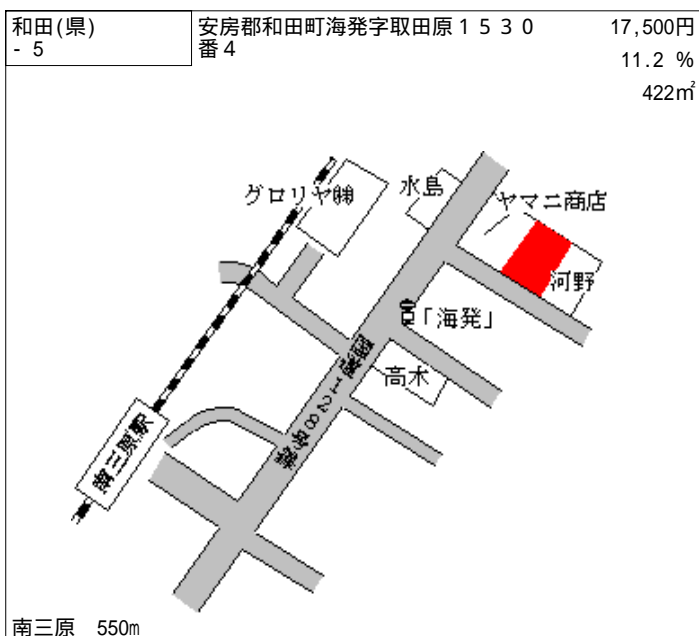 和田(県)
- 5
安房郡和田町海発字取田原１５３０
番４
17,500円
11.2 %
422㎡
グロリヤ㈱
水島
ヤマニ商店
河野
「海発」
高木
国道128号線
南三原駅
南三原 550m